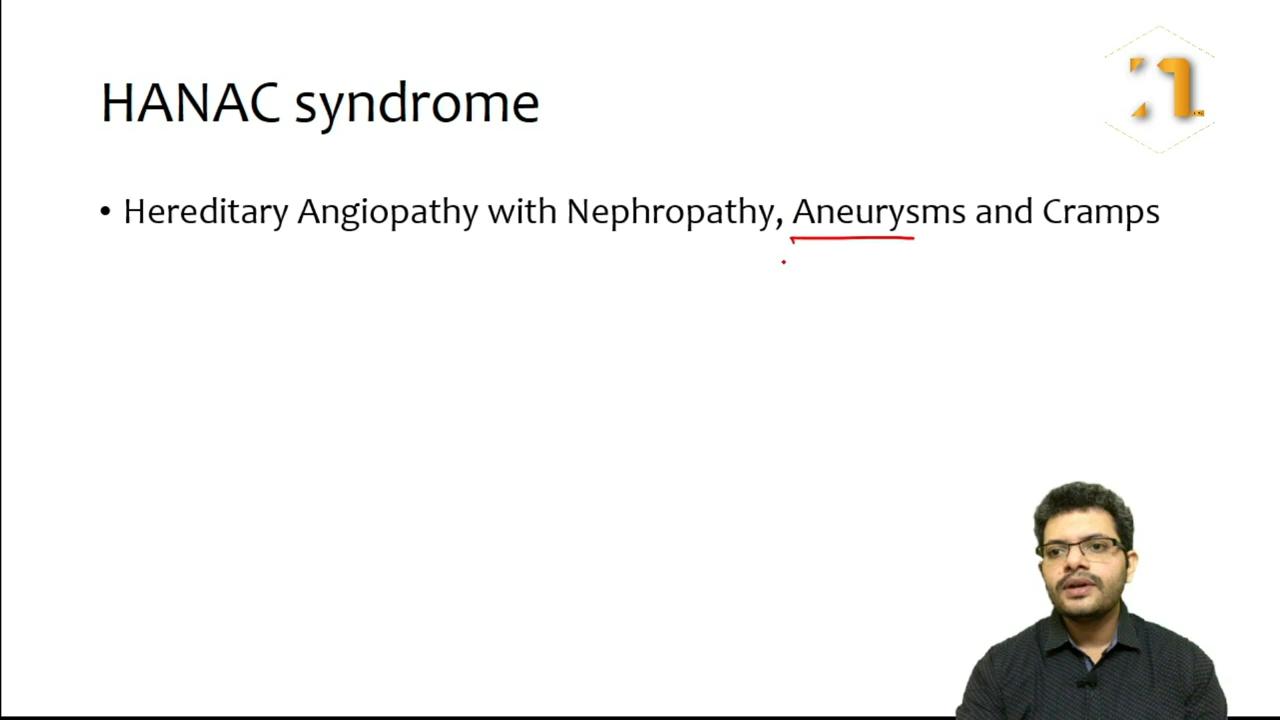 HANAC syndrome
• Hereditary Angiopathy with Nephropathy, Aneurysms and Cramps